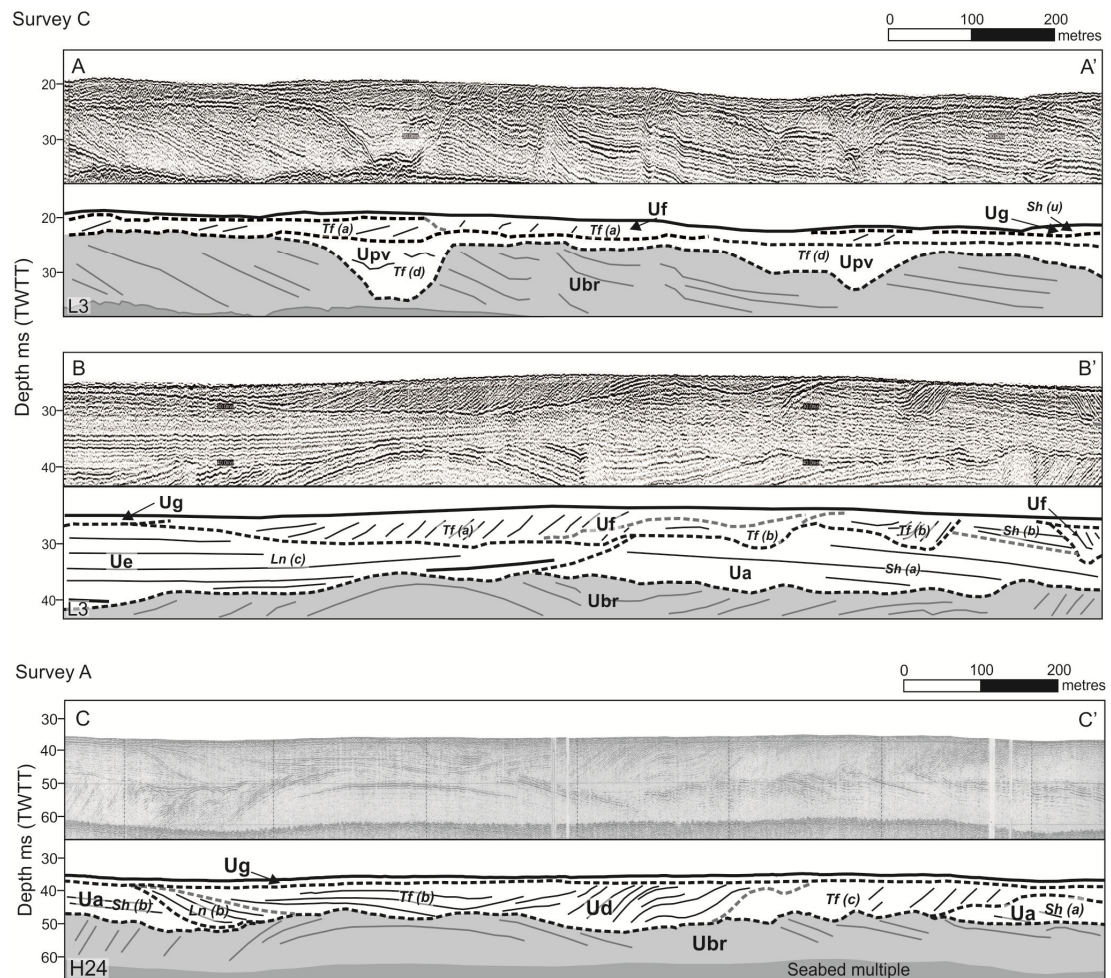 Survey C
0 100 200
metres
A A'
20
30
20
30
Depth ms (TWTT)
Tf (a) Tf (a) Uf Ug Sh (u)
Upv Tf (d) Ubr Tf (d) Upv
L3
B B'
30
40
30
40
Ug Tf (a) Uf Tf (b) Tf (b) Sh (b) Uf
Ue Ln (c) Ua Sh (a)
Ubr
L3
Survey A
0 100 200
metres
C C'
30
40
50
60
Depth ms (TWTT)
30
40
50
60
Ug
Ua Sh (b) Ln (b) Tf (b) Ud Tf (c) Ua Sh (a)
Ubr
H24 Seabed multiple